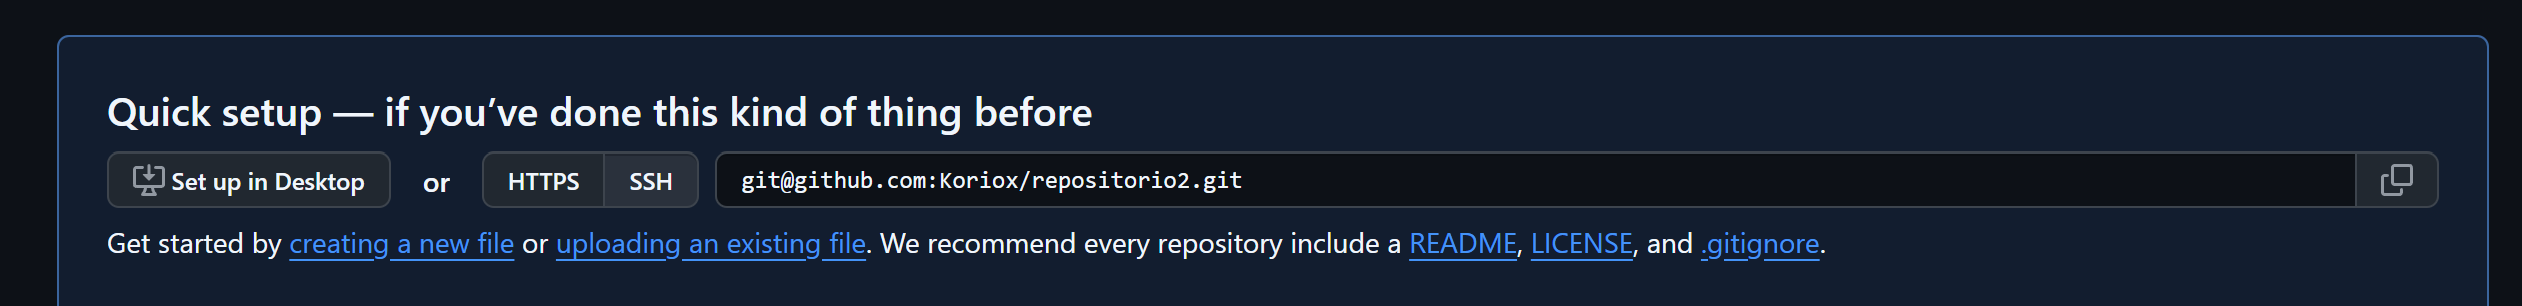 Quick setup — if you’ve done this kind of thing before
Set up in Desktop or HTTPS SSH git@github.com:Koriox/repositorio2.git
Get started by creating a new file or uploading an existing file. We recommend every repository include a README, LICENSE, and .gitignore.